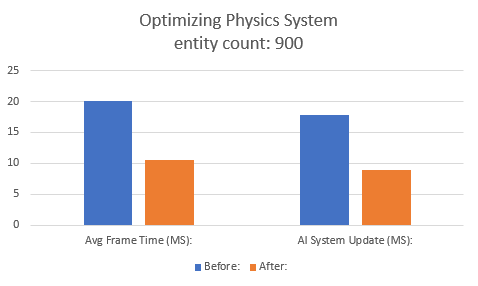 Optimizing Physics System
entity count: 900
25
20
15
10
5
0
Avg Frame Time (MS):
AI System Update (MS):
Before:
After: